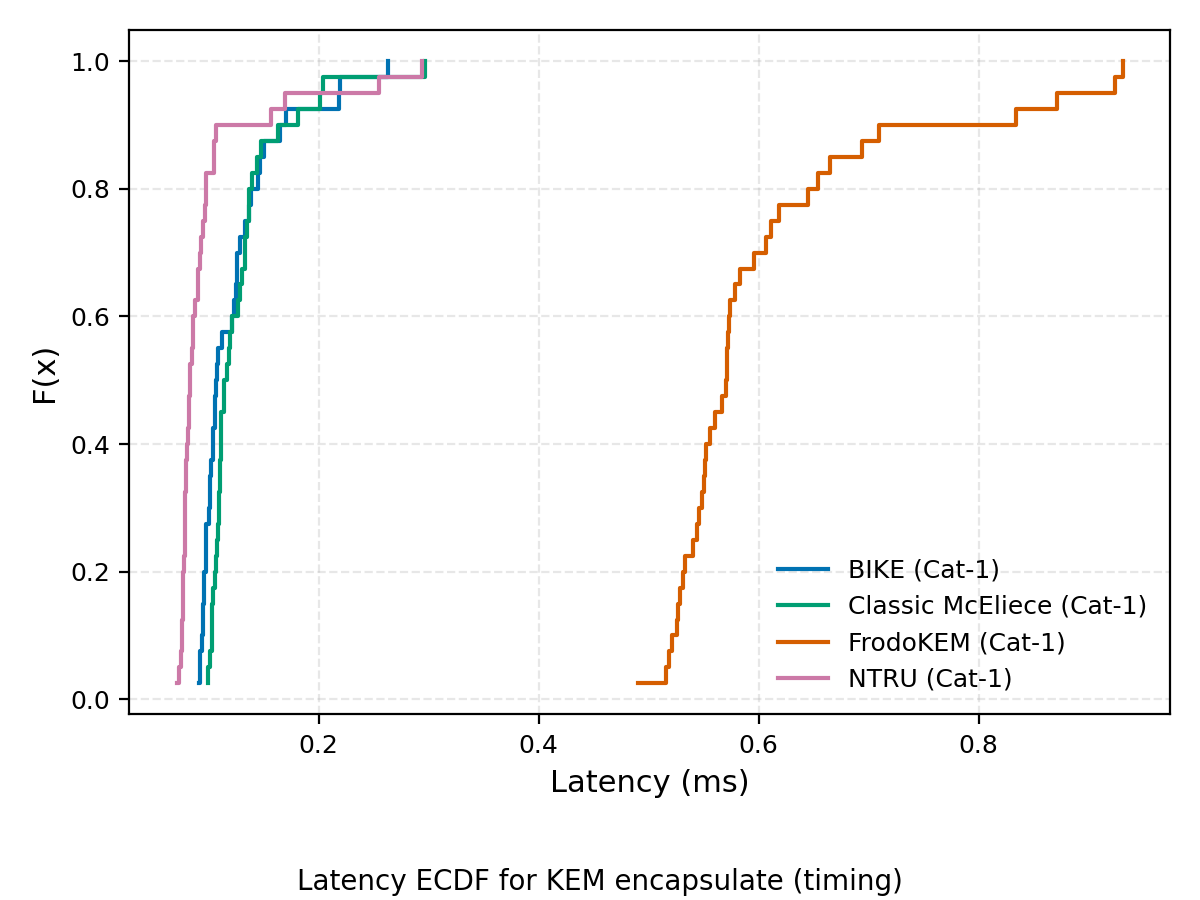 1.0
0.8
0.6
0.4
0.2
0.0
F(x)
BIKE (Cat-1)
Classic McEliece (Cat-1)
FrodoKEM (Cat-1)
NTRU (Cat-1)
0.2 0.4 0.6 0.8
Latency (ms)
Latency ECDF for KEM encapsulate (timing)